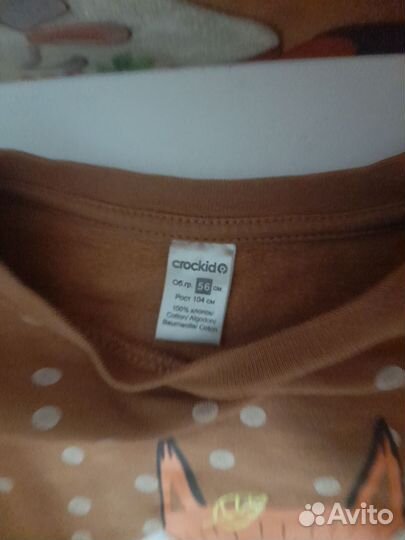 crockid
Об.гр. 56 см
Рост 104 см
100% хлопок
Cotton/ Algodon/
Baumwolle/ Coton
Avito